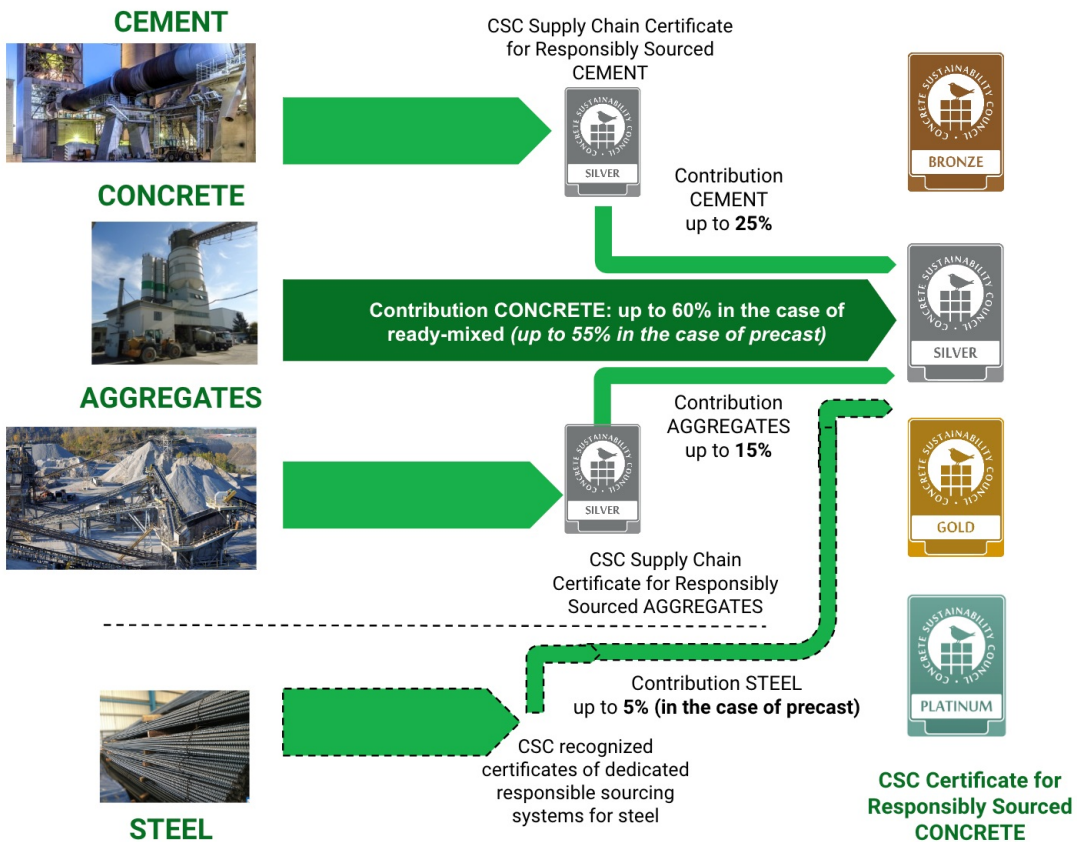 CEMENT
CSC Supply Chain Certificate
for Responsibly Sourced
CEMENT
CONCRETE SUSTAINABILITY COUNCIL
SILVER
CONCRETE SUSTAINABILITY COUNCIL
BRONZE
Contribution
CEMENT
up to 25%
CONCRETE
Contribution CONCRETE: up to 60% in the case of
ready-mixed (up to 55% in the case of precast)
CONCRETE SUSTAINABILITY COUNCIL
SILVER
AGGREGATES
Contribution
AGGREGATES
up to 15%
CONCRETE SUSTAINABILITY COUNCIL
SILVER
CONCRETE SUSTAINABILITY COUNCIL
GOLD
CSC Supply Chain
Certificate for Responsibly
Sourced AGGREGATES
CONCRETE SUSTAINABILITY COUNCIL
PLATINUM
Contribution STEEL
up to 5% (in the case of precast)
CSC recognized
certificates of dedicated
responsible sourcing
systems for steel
STEEL
CSC Certificate for
Responsibly Sourced
CONCRETE